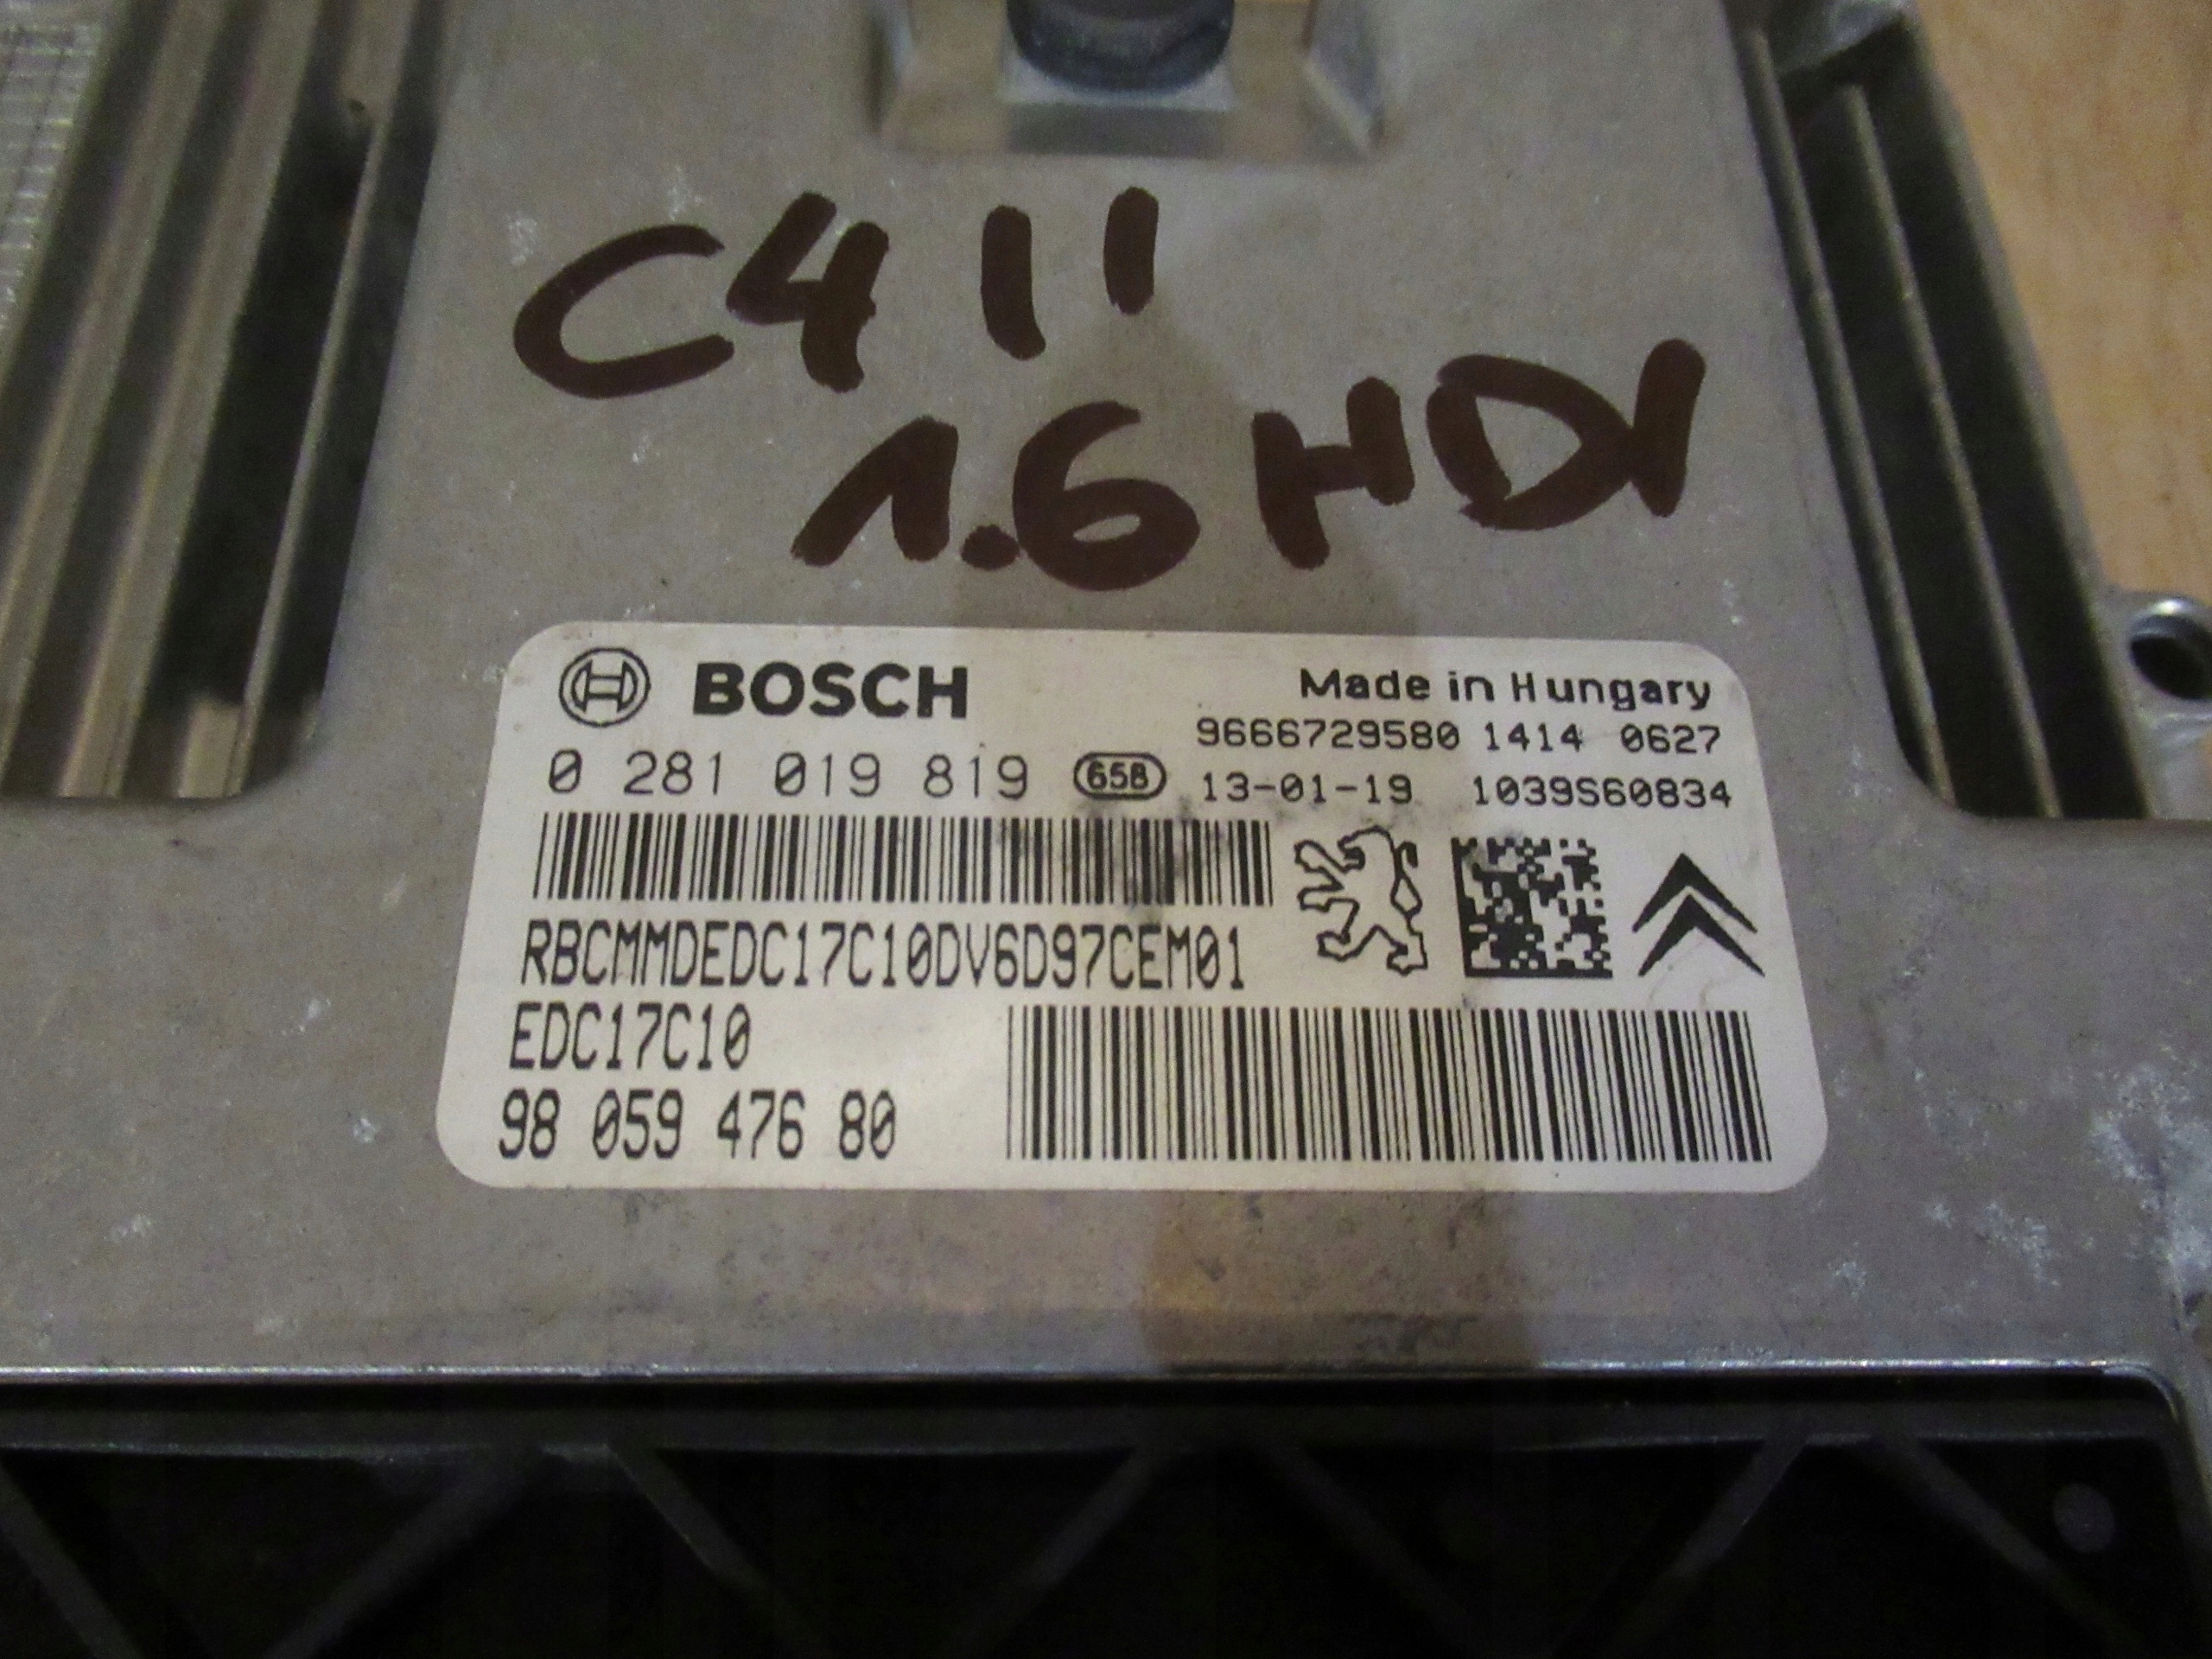 C4 II
1.6 HDI
BOSCH
Made in Hungary
9666729580 1414 0627
0 281 019 819 65B 13-01-19 1039S60834
RBCMMDEDC17C10DV6D97CEM01
EDC17C10
98 059 476 80